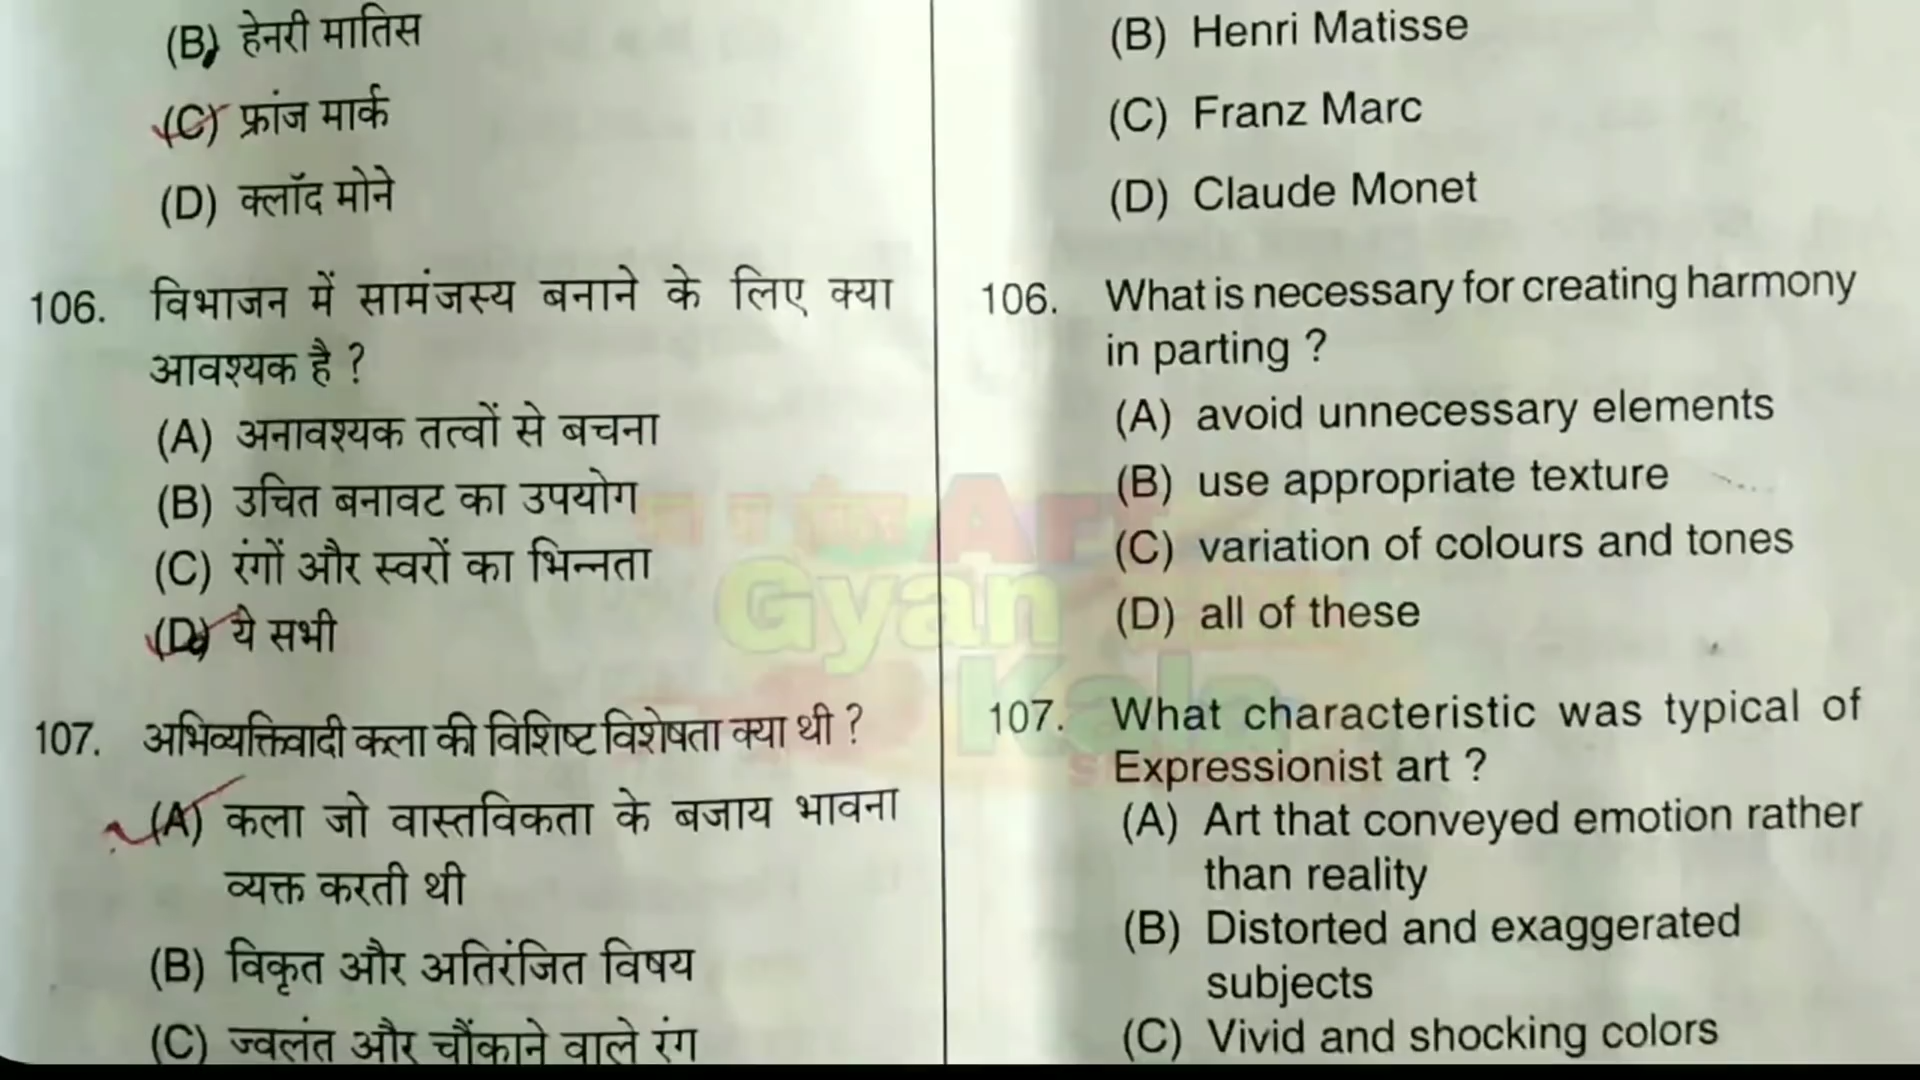 (B) हेनरी मातिस
(C) फ्रांज मार्क
(D) क्लॉद मोने
106. विभाजन में सामंजस्य बनाने के लिए क्या
आवश्यक है ?
(A) अनावश्यक तत्वों से बचना
(B) उचित बनावट का उपयोग
(C) रंगों और स्वरों का भिन्नता
(D) ये सभी
107. अभिव्यक्तिवादी कला की विशिष्ट विशेषता क्या थी ?
(A) कला जो वास्तविकता के बजाय भावना
व्यक्त करती थी
(B) विकृत और अतिरंजित विषय
(C) ज्वलंत और चौंकाने वाले रंग
(B) Henri Matisse
(C) Franz Marc
(D) Claude Monet
106. What is necessary for creating harmony
in parting ?
(A) avoid unnecessary elements
(B) use appropriate texture
(C) variation of colours and tones
(D) all of these
107. What characteristic was typical of
Expressionist art ?
(A) Art that conveyed emotion rather
than reality
(B) Distorted and exaggerated
subjects
(C) Vivid and shocking colors
Art
Gyan
Kala